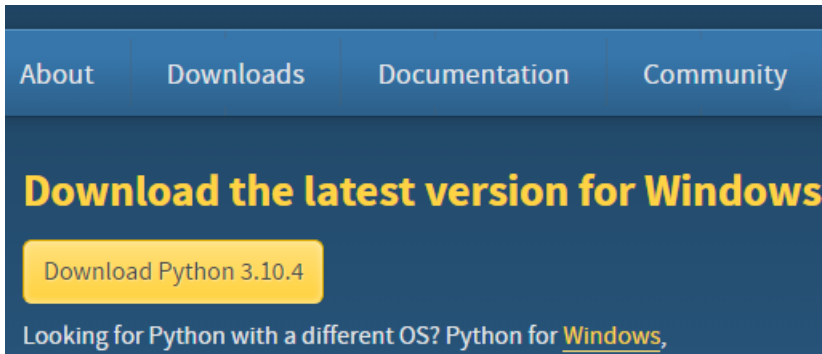 About Downloads Documentation Community
Download the latest version for Windows
Download Python 3.10.4
Looking for Python with a different OS? Python for Windows,